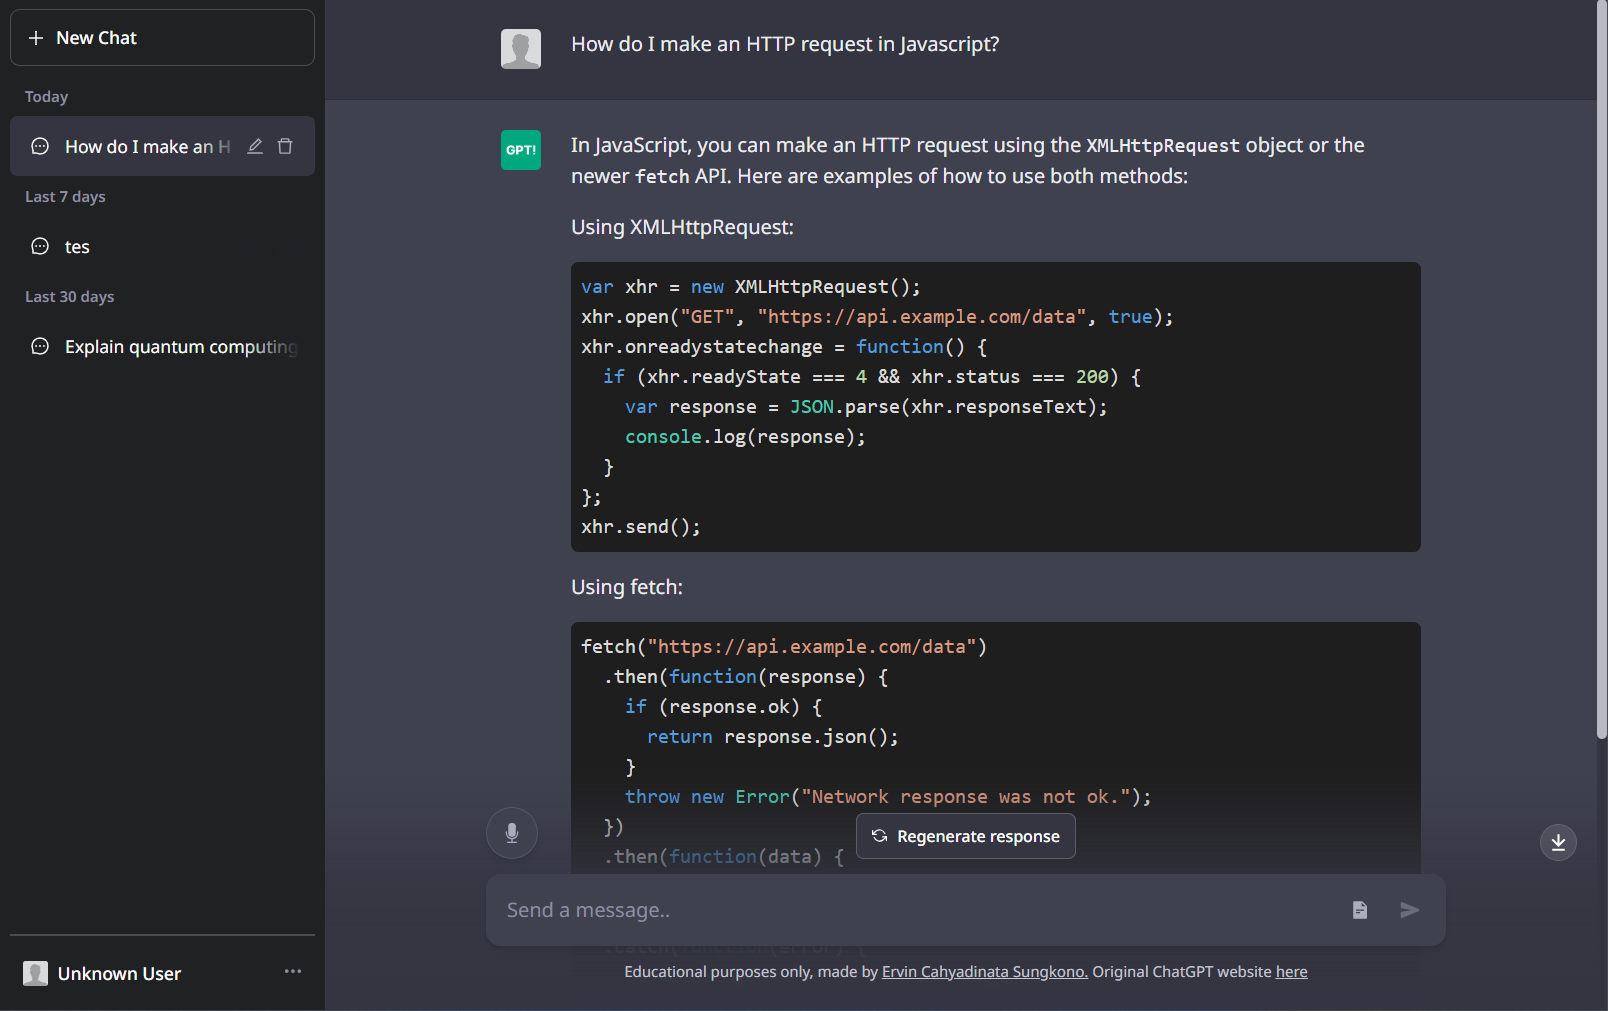 New Chat
Today
How do I make an H
Last 7 days
tes
Last 30 days
Explain quantum computing
Unknown User
How do I make an HTTP request in Javascript?
GPT!
In JavaScript, you can make an HTTP request using the XMLHttpRequest object or the
newer fetch API. Here are examples of how to use both methods:
Using XMLHttpRequest:
var xhr = new XMLHttpRequest();
xhr.open("GET", "https://api.example.com/data", true);
xhr.onreadystatechange = function() {
  if (xhr.readyState === 4 && xhr.status === 200) {
    var response = JSON.parse(xhr.responseText);
    console.log(response);
  }
};
xhr.send();
Using fetch:
fetch("https://api.example.com/data")
  .then(function(response) {
    if (response.ok) {
      return response.json();
    }
    throw new Error("Network response was not ok.");
  })
  .then(function(data) {
Regenerate response
Send a message..
Educational purposes only, made by Ervin Cahyadinata Sungkono. Original ChatGPT website here